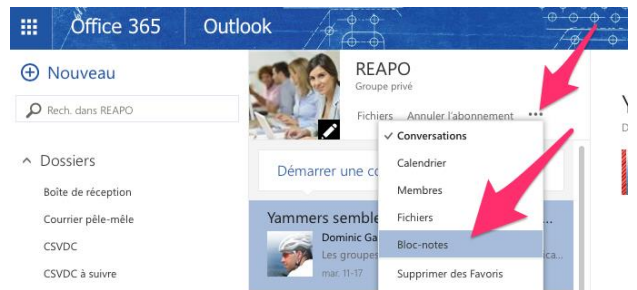 Office 365 Outlook
Nouveau
Rech. dans REAPO
Dossiers
Boîte de réception
Courrier pêle-mêle
CSVDC
CSVDC à suivre
REAPO
Groupe privé
Fichiers Annuler l'abonnement ...
Conversations
Calendrier
Membres
Fichiers
Bloc-notes
Supprimer des Favoris
Démarrer une
Yammers semble ...
Dominic
Les groupes
mar. 11-17